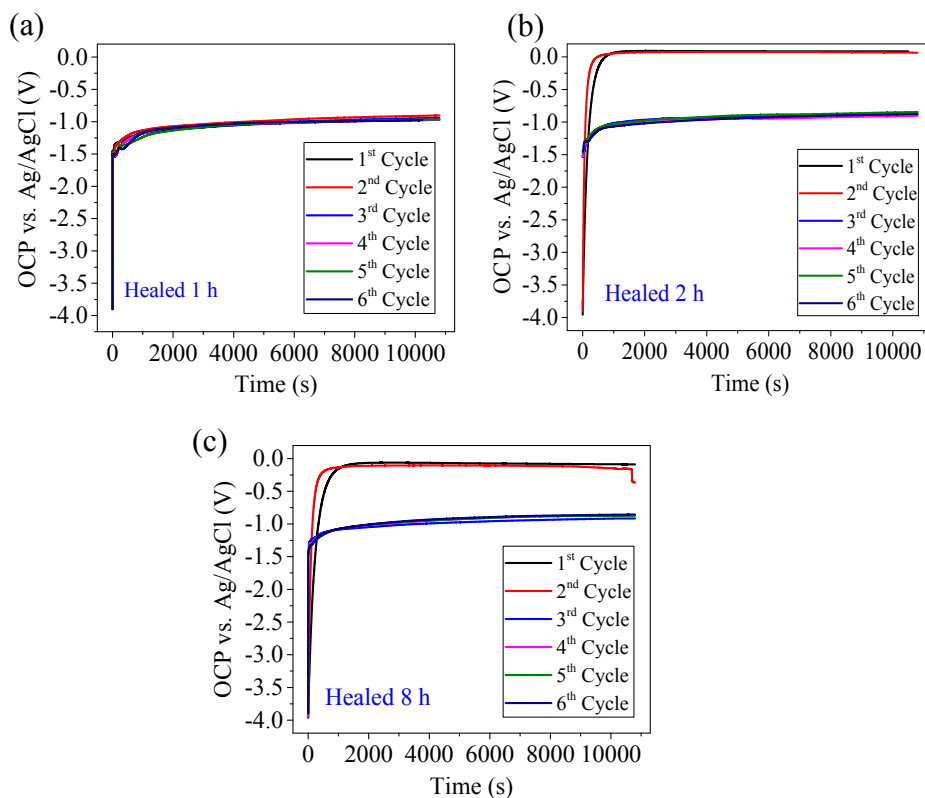 (a)
OCP vs. Ag/AgCl (V)
0.0
-0.5
-1.0
-1.5
-2.0
-2.5
-3.0
-3.5
-4.0
1st Cycle
2nd Cycle
3rd Cycle
4th Cycle
5th Cycle
6th Cycle
Healed 1 h
0 2000 4000 6000 8000 10000
Time (s)
(b)
OCP vs. Ag/AgCl (V)
0.0
-0.5
-1.0
-1.5
-2.0
-2.5
-3.0
-3.5
-4.0
1st Cycle
2nd Cycle
3rd Cycle
4th Cycle
5th Cycle
6th Cycle
Healed 2 h
0 2000 4000 6000 8000 10000
Time (s)
(c)
OCP vs. Ag/AgCl (V)
0.0
-0.5
-1.0
-1.5
-2.0
-2.5
-3.0
-3.5
-4.0
1st Cycle
2nd Cycle
3rd Cycle
4th Cycle
5th Cycle
6th Cycle
Healed 8 h
0 2000 4000 6000 8000 10000
Time (s)